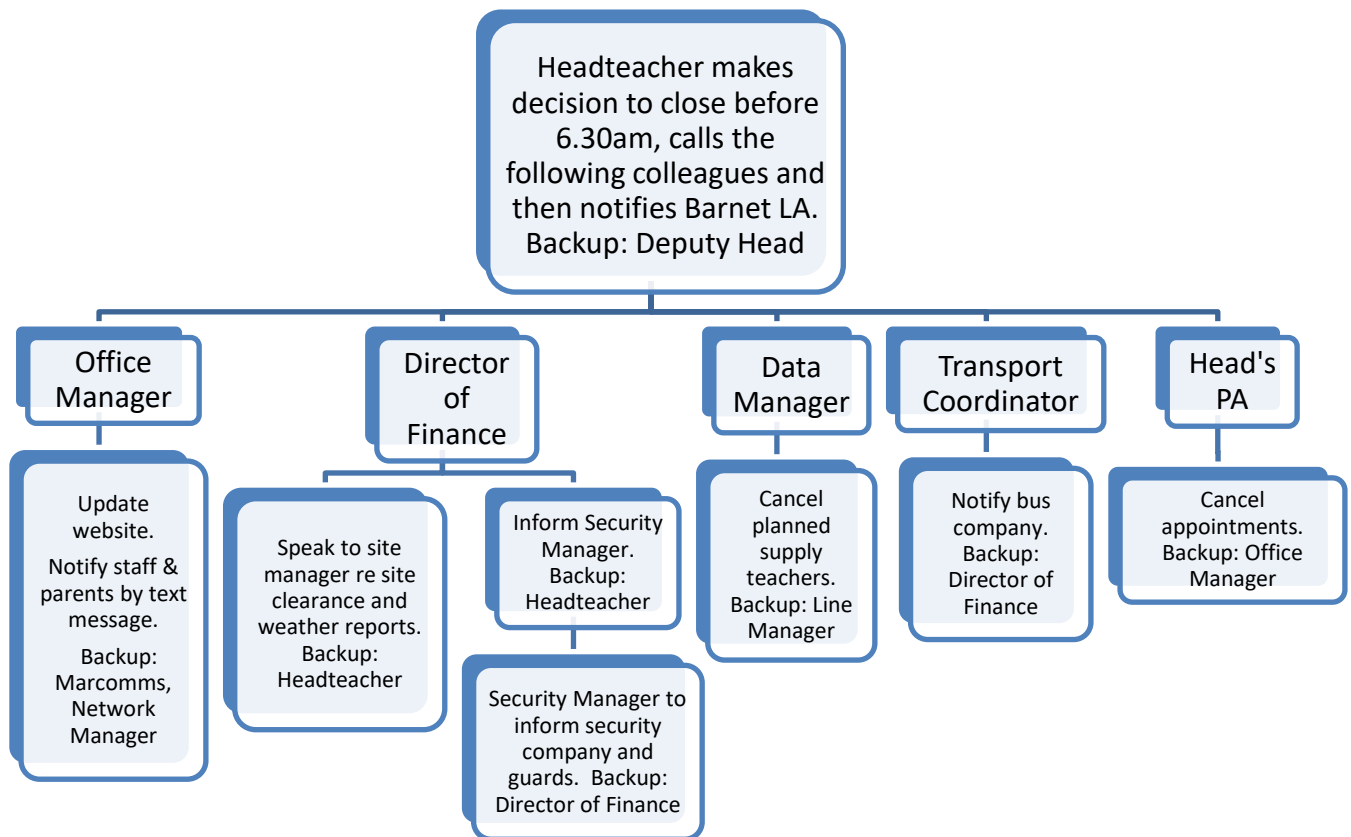 Headteacher makes
decision to close before
6.30am, calls the
following colleagues and
then notifies Barnet LA.
Backup: Deputy Head
Office
Manager
Update
website.
Notify staff &
parents by text
message.
Backup:
Marcomms,
Network
Manager
Director
of
Finance
Speak to site
manager re site
clearance and
weather reports.
Backup:
Headteacher
Inform Security
Manager.
Backup:
Headteacher
Security Manager to
inform security
company and
guards.  Backup:
Director of Finance
Data
Manager
Cancel
planned
supply
teachers.
Backup: Line
Manager
Transport
Coordinator
Notify bus
company.
Backup:
Director of
Finance
Head's
PA
Cancel
appointments.
Backup: Office
Manager